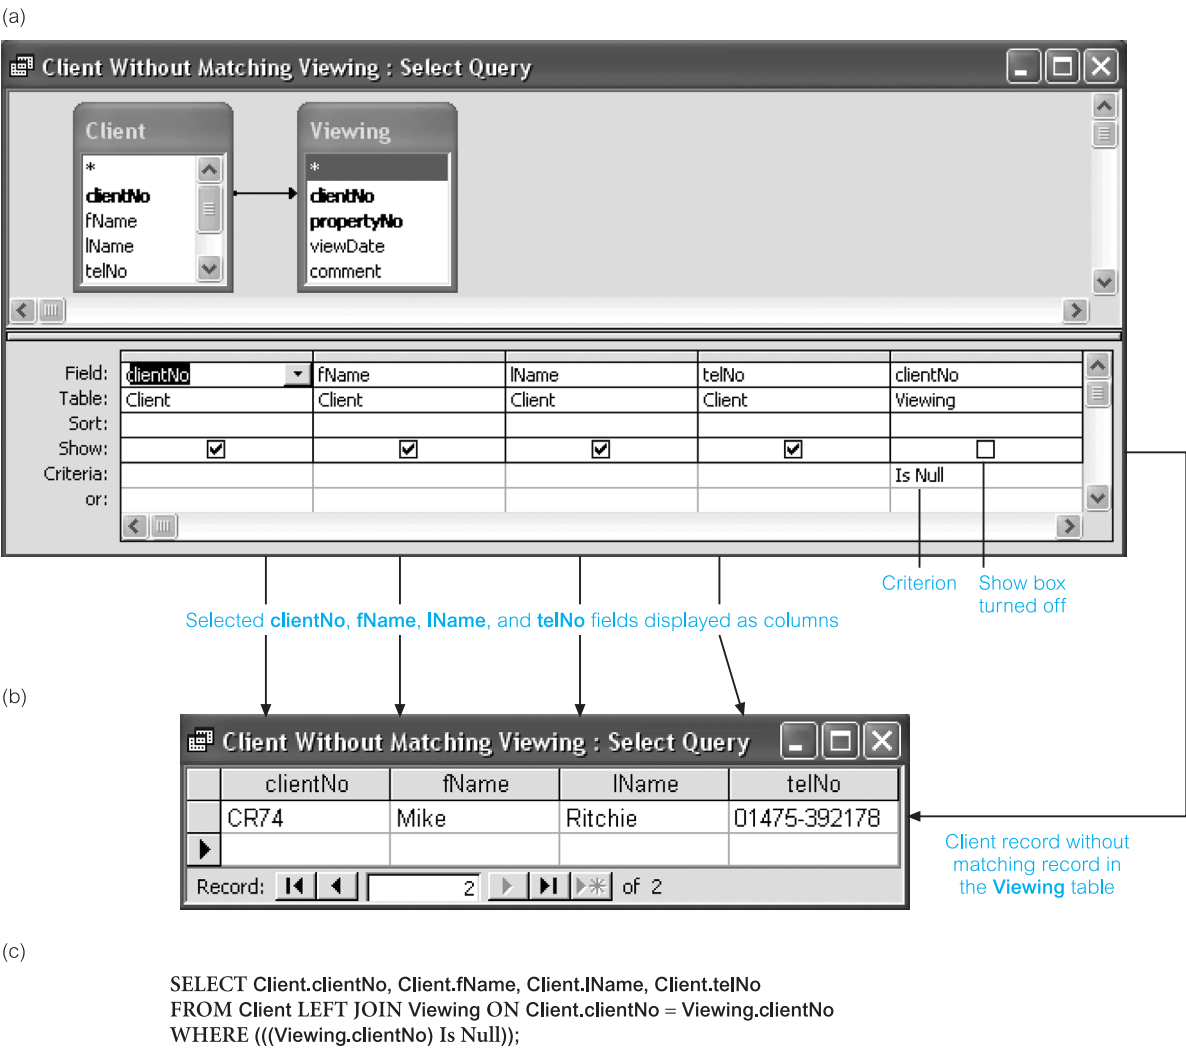 (a)
Client Without Matching Viewing : Select Query
Client
Viewing
*
clientNo
fName
lName
telNo
*
clientNo
propertyNo
viewDate
comment
Field: clientNo fName lName telNo clientNo
Table: Client Client Client Client Viewing
Sort:
Show:
Criteria: Is Null
or:
Criterion
Show box
turned off
Selected clientNo, fName, lName, and telNo fields displayed as columns
(b)
Client Without Matching Viewing : Select Query
clientNo fName lName telNo
CR74 Mike Ritchie 01475-392178
Record: 2 of 2
Client record without
matching record in
the Viewing table
(c)
SELECT Client.clientNo, Client.fName, Client.lName, Client.telNo
FROM Client LEFT JOIN Viewing ON Client.clientNo = Viewing.clientNo
WHERE (((Viewing.clientNo) Is Null));